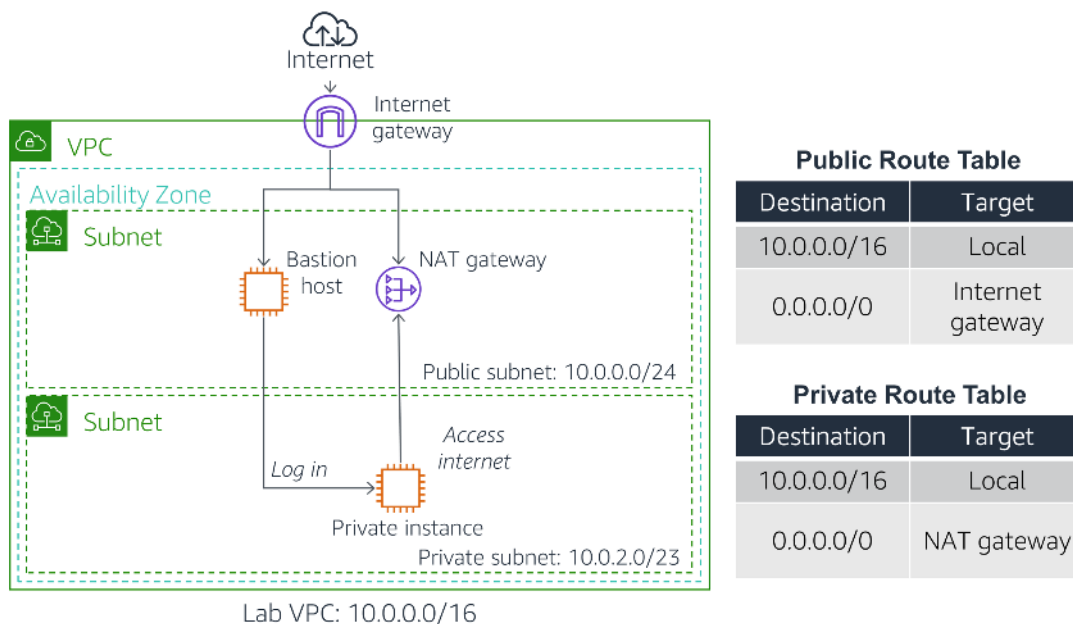 Internet
Internet
gateway
VPC
Availability Zone
Subnet
Bastion
host
NAT gateway
Public subnet: 10.0.0.0/24
Subnet
Access
internet
Log in
Private instance
Private subnet: 10.0.2.0/23
Lab VPC: 10.0.0.0/16
Public Route Table
Destination Target
10.0.0.0/16 Local
0.0.0.0/0 Internet
gateway
Private Route Table
Destination Target
10.0.0.0/16 Local
0.0.0.0/0 NAT gateway